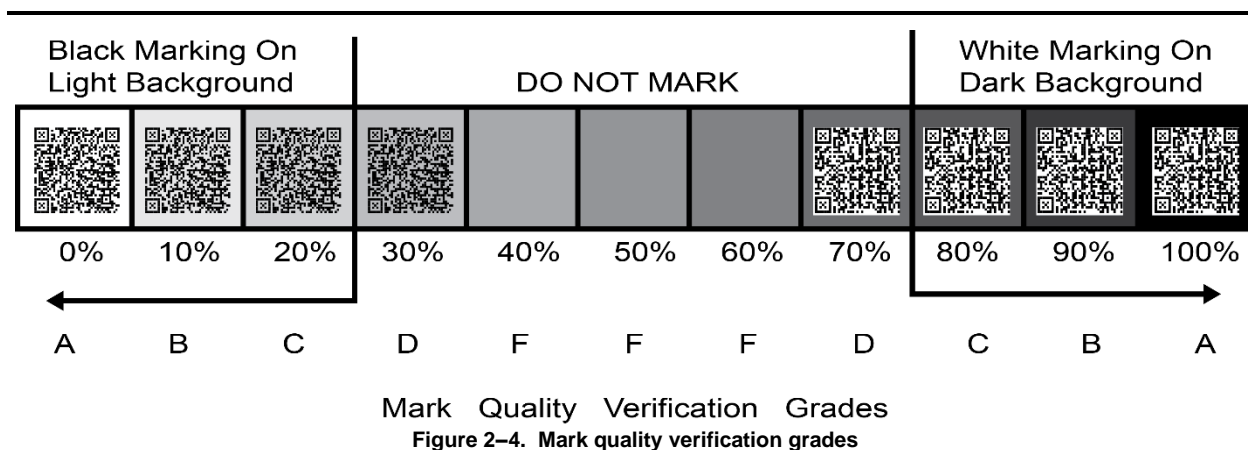 Black Marking On
Light Background
DO NOT MARK
White Marking On
Dark Background
0% 10% 20% 30% 40% 50% 60% 70% 80% 90% 100%
A B C D F F F D C B A
Mark Quality Verification Grades
Figure 2–4. Mark quality verification grades